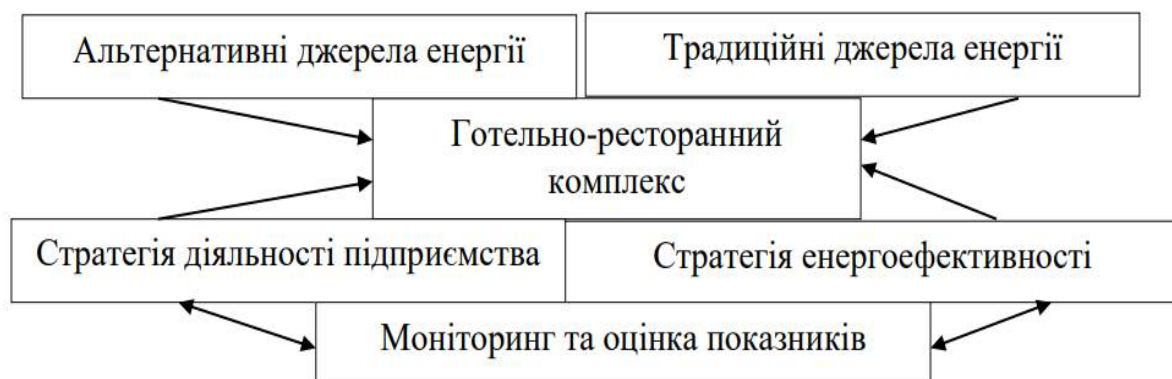 Альтернативні джерела енергії
Традиційні джерела енергії
Готельно-ресторанний
комплекс
Стратегія діяльності підприємства
Стратегія енергоефективності
Моніторинг та оцінка показників